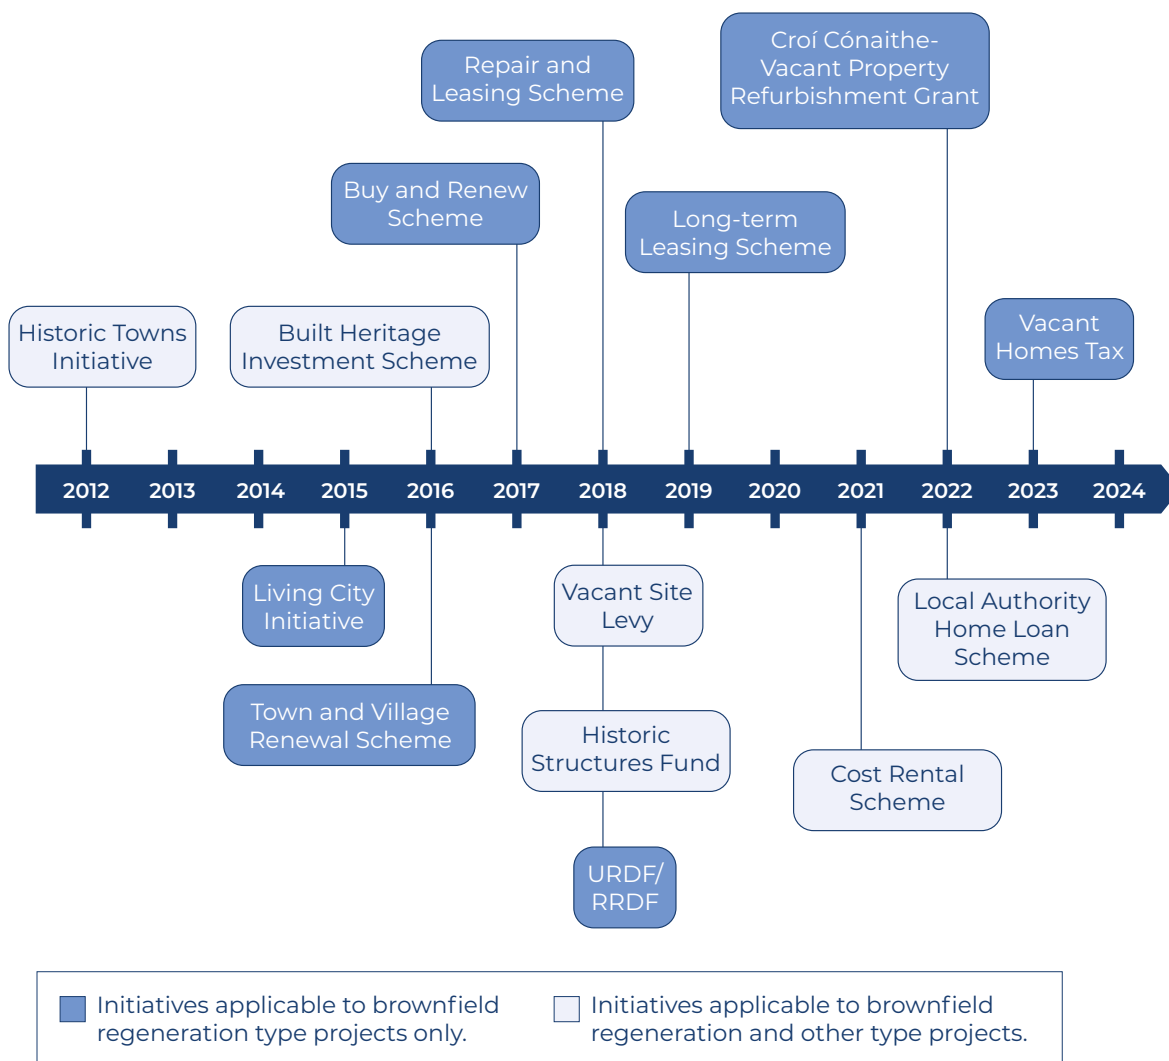 Croí Cónaithe-
Vacant Property
Refurbishment Grant
Repair and
Leasing Scheme
Buy and Renew
Scheme
Long-term
Leasing Scheme
Historic Towns
Initiative
Built Heritage
Investment Scheme
Vacant
Homes Tax
2012 2013 2014 2015 2016 2017 2018 2019 2020 2021 2022 2023 2024
Living City
Initiative
Vacant Site
Levy
Local Authority
Home Loan
Scheme
Town and Village
Renewal Scheme
Historic
Structures Fund
Cost Rental
Scheme
URDF/
RRDF
Initiatives applicable to brownfield
regeneration type projects only.
Initiatives applicable to brownfield
regeneration and other type projects.